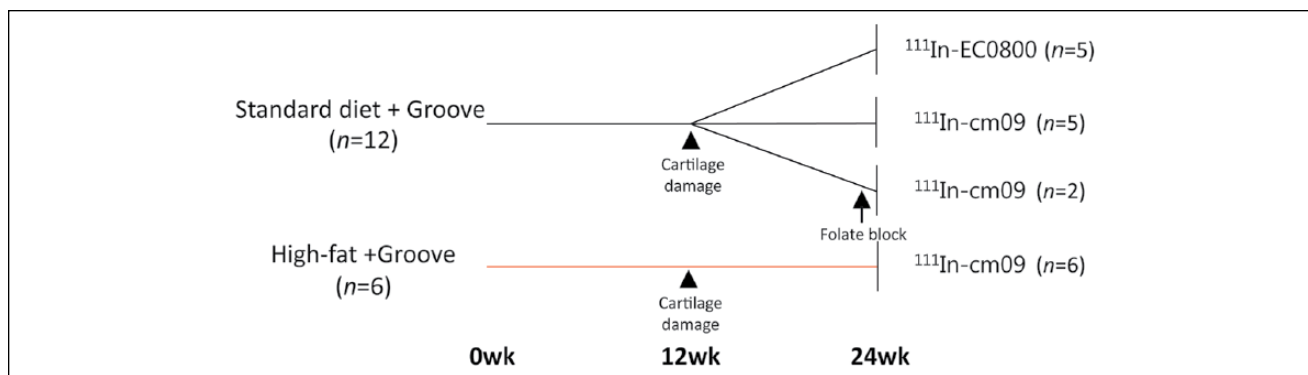 ¹¹¹In-EC0800 (n=5)
Standard diet + Groove
(n=12)
¹¹¹In-cm09 (n=5)
Cartilage
damage
¹¹¹In-cm09 (n=2)
Folate block
High-fat +Groove
(n=6)
¹¹¹In-cm09 (n=6)
Cartilage
damage
0wk 12wk 24wk